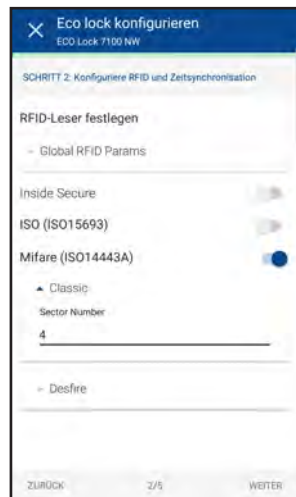 Eco lock konfigurieren
ECO Lock 7100 NW
SCHRITT 2: Konfiguriere RFID und Zeitsynchronisation
RFID-Leser festlegen
Global RFID Params
Inside Secure
ISO (ISO15693)
Mifare (ISO14443A)
Classic
Sector Number
4
Desfire
ZURÜCK 2/5 WEITER